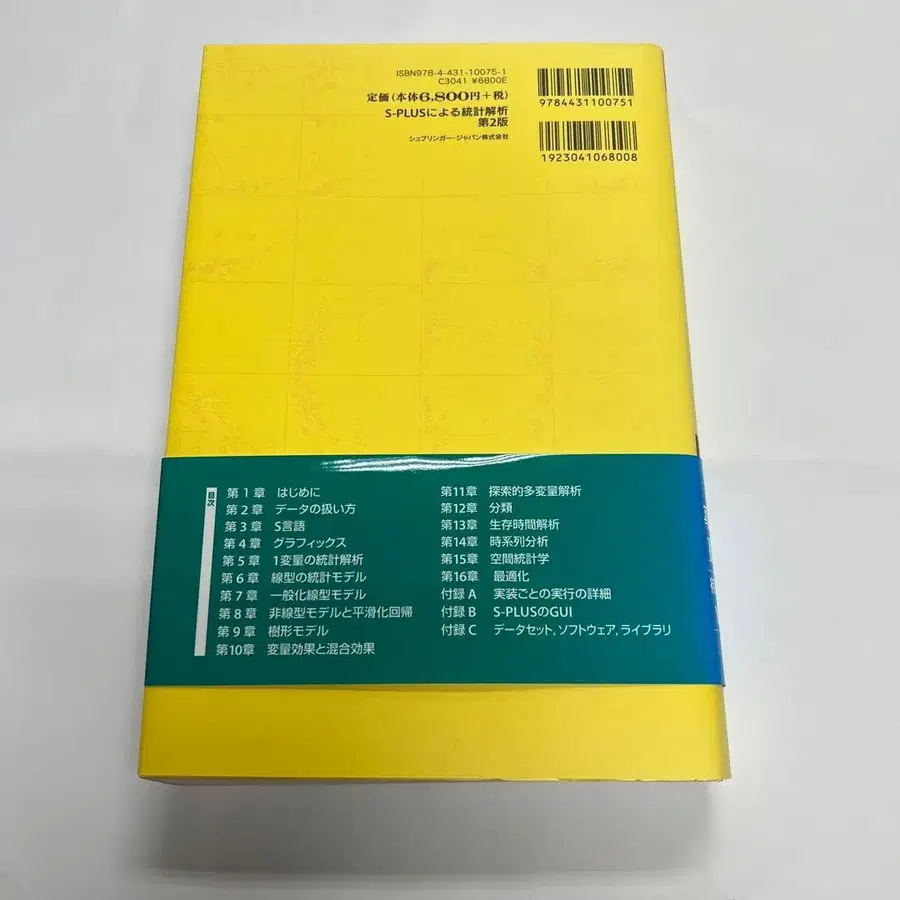 ISBN978-4-431-10075-1
C3041 ¥6800E
定価(本体6,800円+税)
S-PLUSによる統計解析
第2版
シュプリンガー・ジャパン株式会社
9784431100751
1923041068008
目次
第1章 はじめに
第2章 データの扱い方
第3章 S言語
第4章 グラフィックス
第5章 1変量の統計解析
第6章 線型の統計モデル
第7章 一般化線型モデル
第8章 非線型モデルと平滑化回帰
第9章 樹形モデル
第10章 変量効果と混合効果
第11章 探索的多変量解析
第12章 分類
第13章 生存時間解析
第14章 時系列分析
第15章 空間統計学
第16章 最適化
付録A 実装ごとの実行の詳細
付録B S-PLUSのGUI
付録C データセット,ソフトウェア,ライブラリ